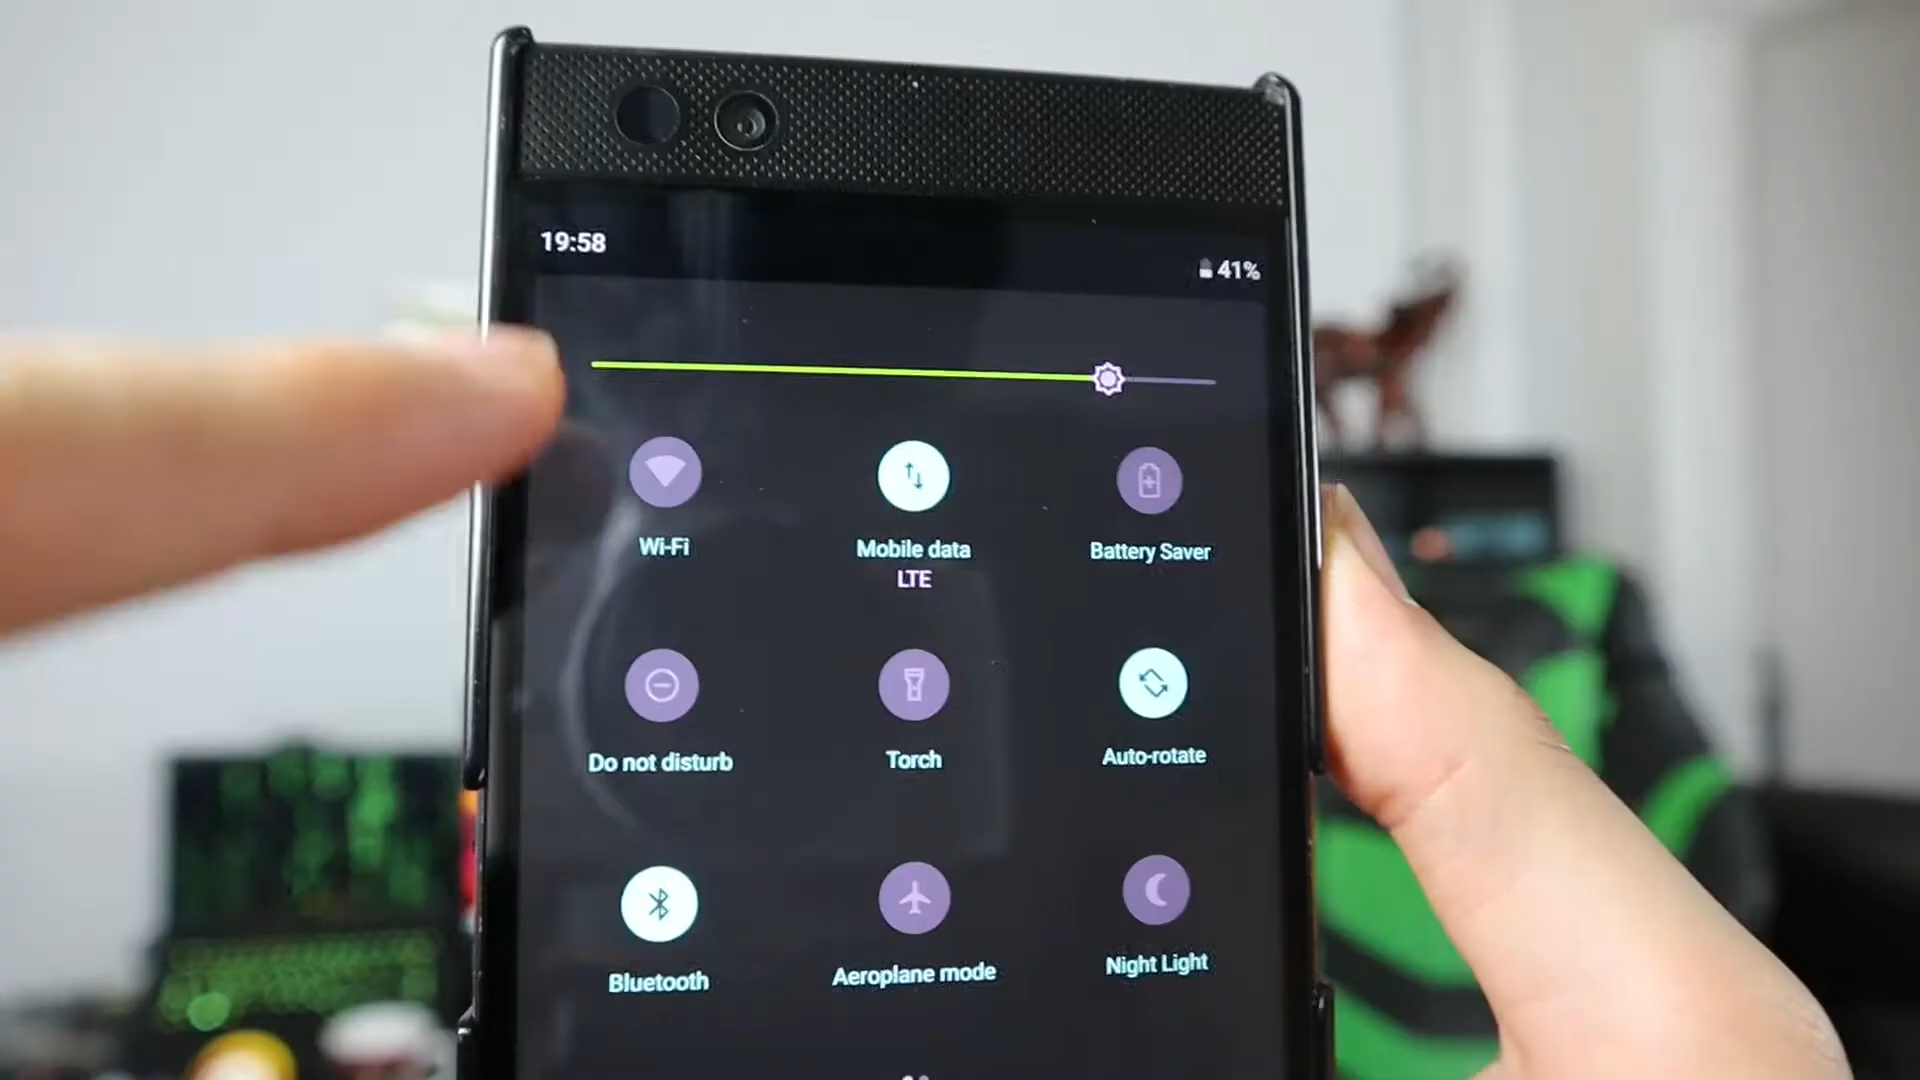 19:58
41%
Wi-Fi
Mobile data
LTE
Battery Saver
Do not disturb
Torch
Auto-rotate
Bluetooth
Aeroplane mode
Night Light